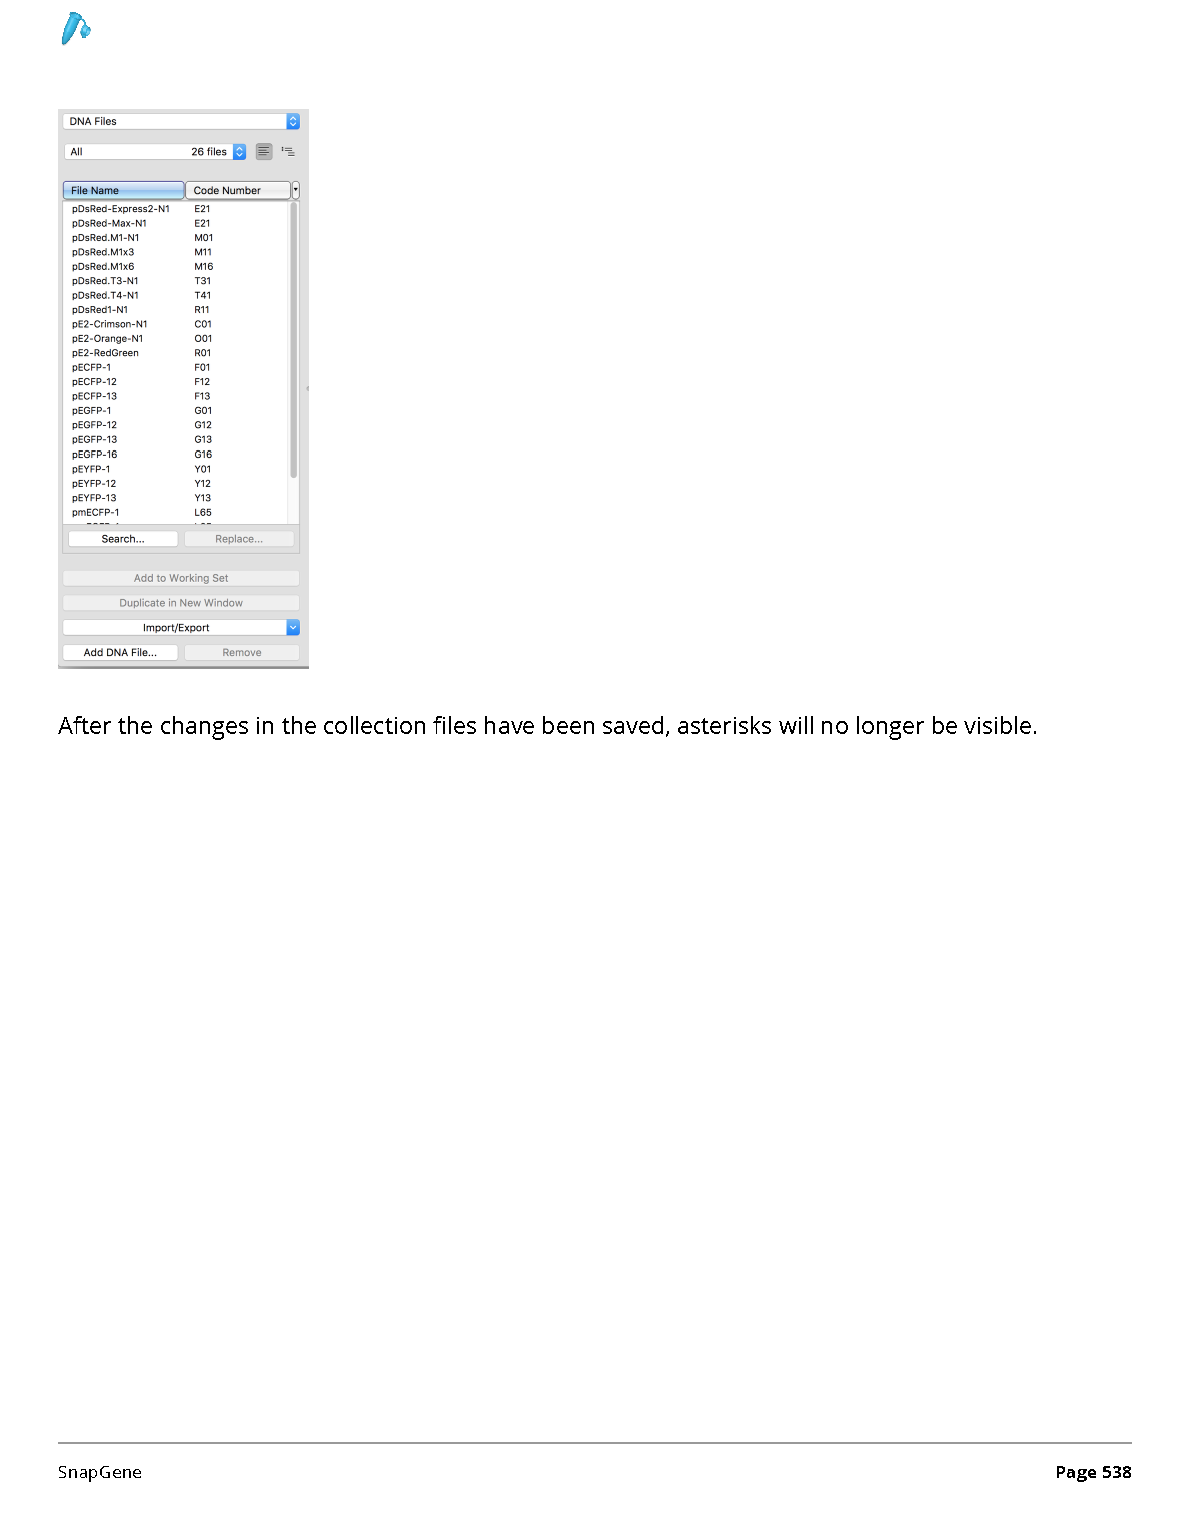 DNA Files
All 26 files
File Name Code Number
pDsRed-Express2-N1 E21
pDsRed-Max-N1 E21
pDsRed.M1-N1 M01
pDsRed.M1x3 M11
pDsRed.M1x6 M16
pDsRed.T3-N1 T31
pDsRed.T4-N1 T41
pDsRed1-N1 R11
pE2-Crimson-N1 C01
pE2-Orange-N1 O01
pE2-RedGreen R01
pECFP-1 F01
pECFP-12 F12
pECFP-13 F13
pEGFP-1 G01
pEGFP-12 G12
pEGFP-13 G13
pEGFP-16 G16
pEYFP-1 Y01
pEYFP-12 Y12
pEYFP-13 Y13
pmECFP-1 L65
Search... Replace...
Add to Working Set
Duplicate in New Window
Import/Export
Add DNA File... Remove
After the changes in the collection files have been saved, asterisks will no longer be visible.
SnapGene Page 538